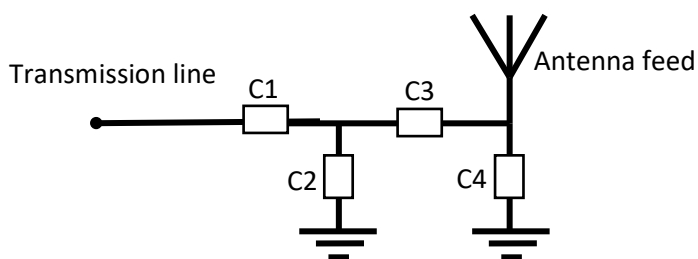 Transmission line
Antenna feed
C1
C3
C2
C4